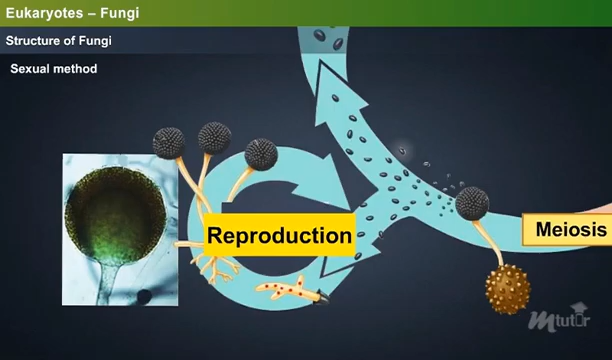 Eukaryotes – Fungi
Structure of Fungi
Sexual method
Reproduction
Meiosis
mtutor